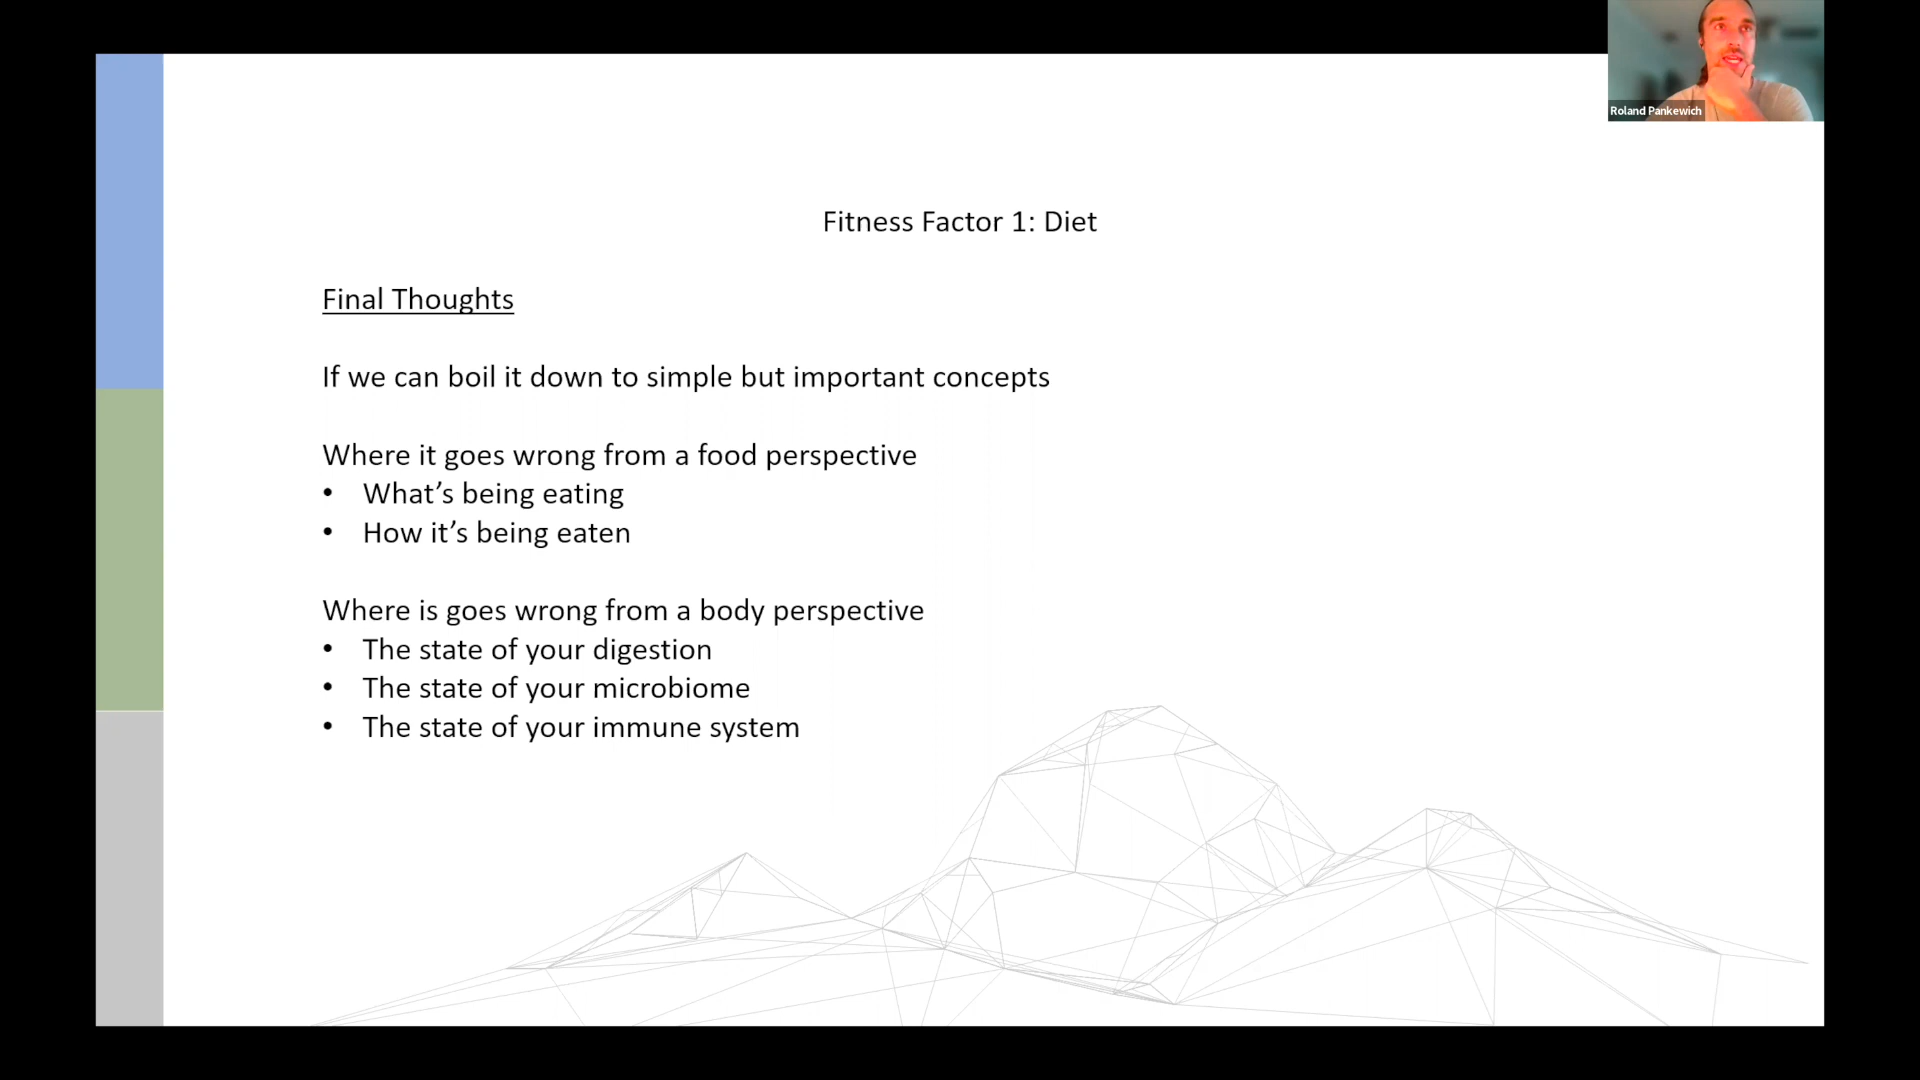 Roland Pankewich
Fitness Factor 1: Diet
Final Thoughts
If we can boil it down to simple but important concepts
Where it goes wrong from a food perspective
• What’s being eating
• How it’s being eaten
Where is goes wrong from a body perspective
• The state of your digestion
• The state of your microbiome
• The state of your immune system